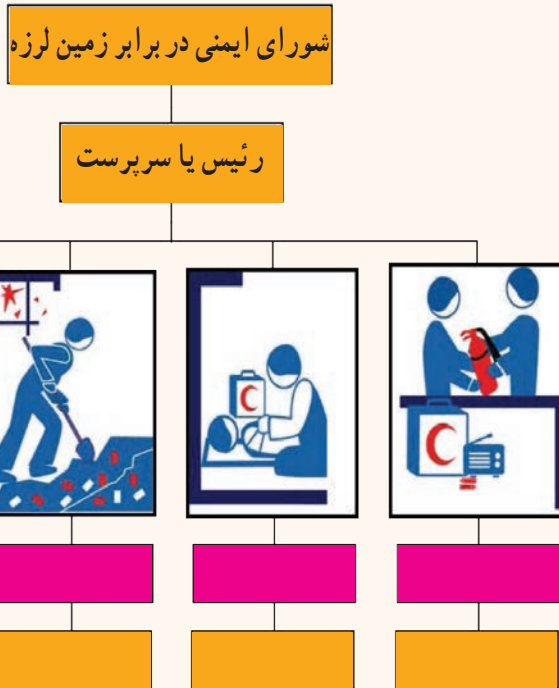 شورای ایمنی در برابر زمین لرزه
رئیس یا سرپرست